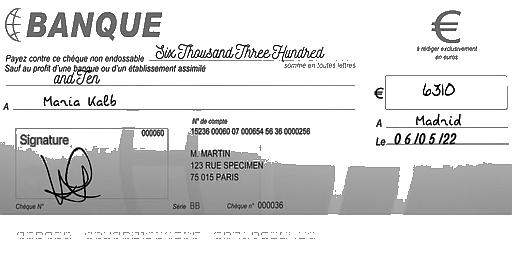 BANQUE
€
à rédiger exclusivement
en euros
Payez contre ce chèque non endossable Six Thousand Three Hundred
Sauf au profit d'une banque ou d'un établissement assimilé somme en toutes lettres
and Ten
A Maria Kalb
€ 6310
A Madrid
Le 06/05/22
Signature
000060
N° de compte
15236 00060 07 000654 56 36 0000256
M. MARTIN
123 RUE SPECIMEN
75 015 PARIS
Chèque N° Série BB Chèque n° 000036